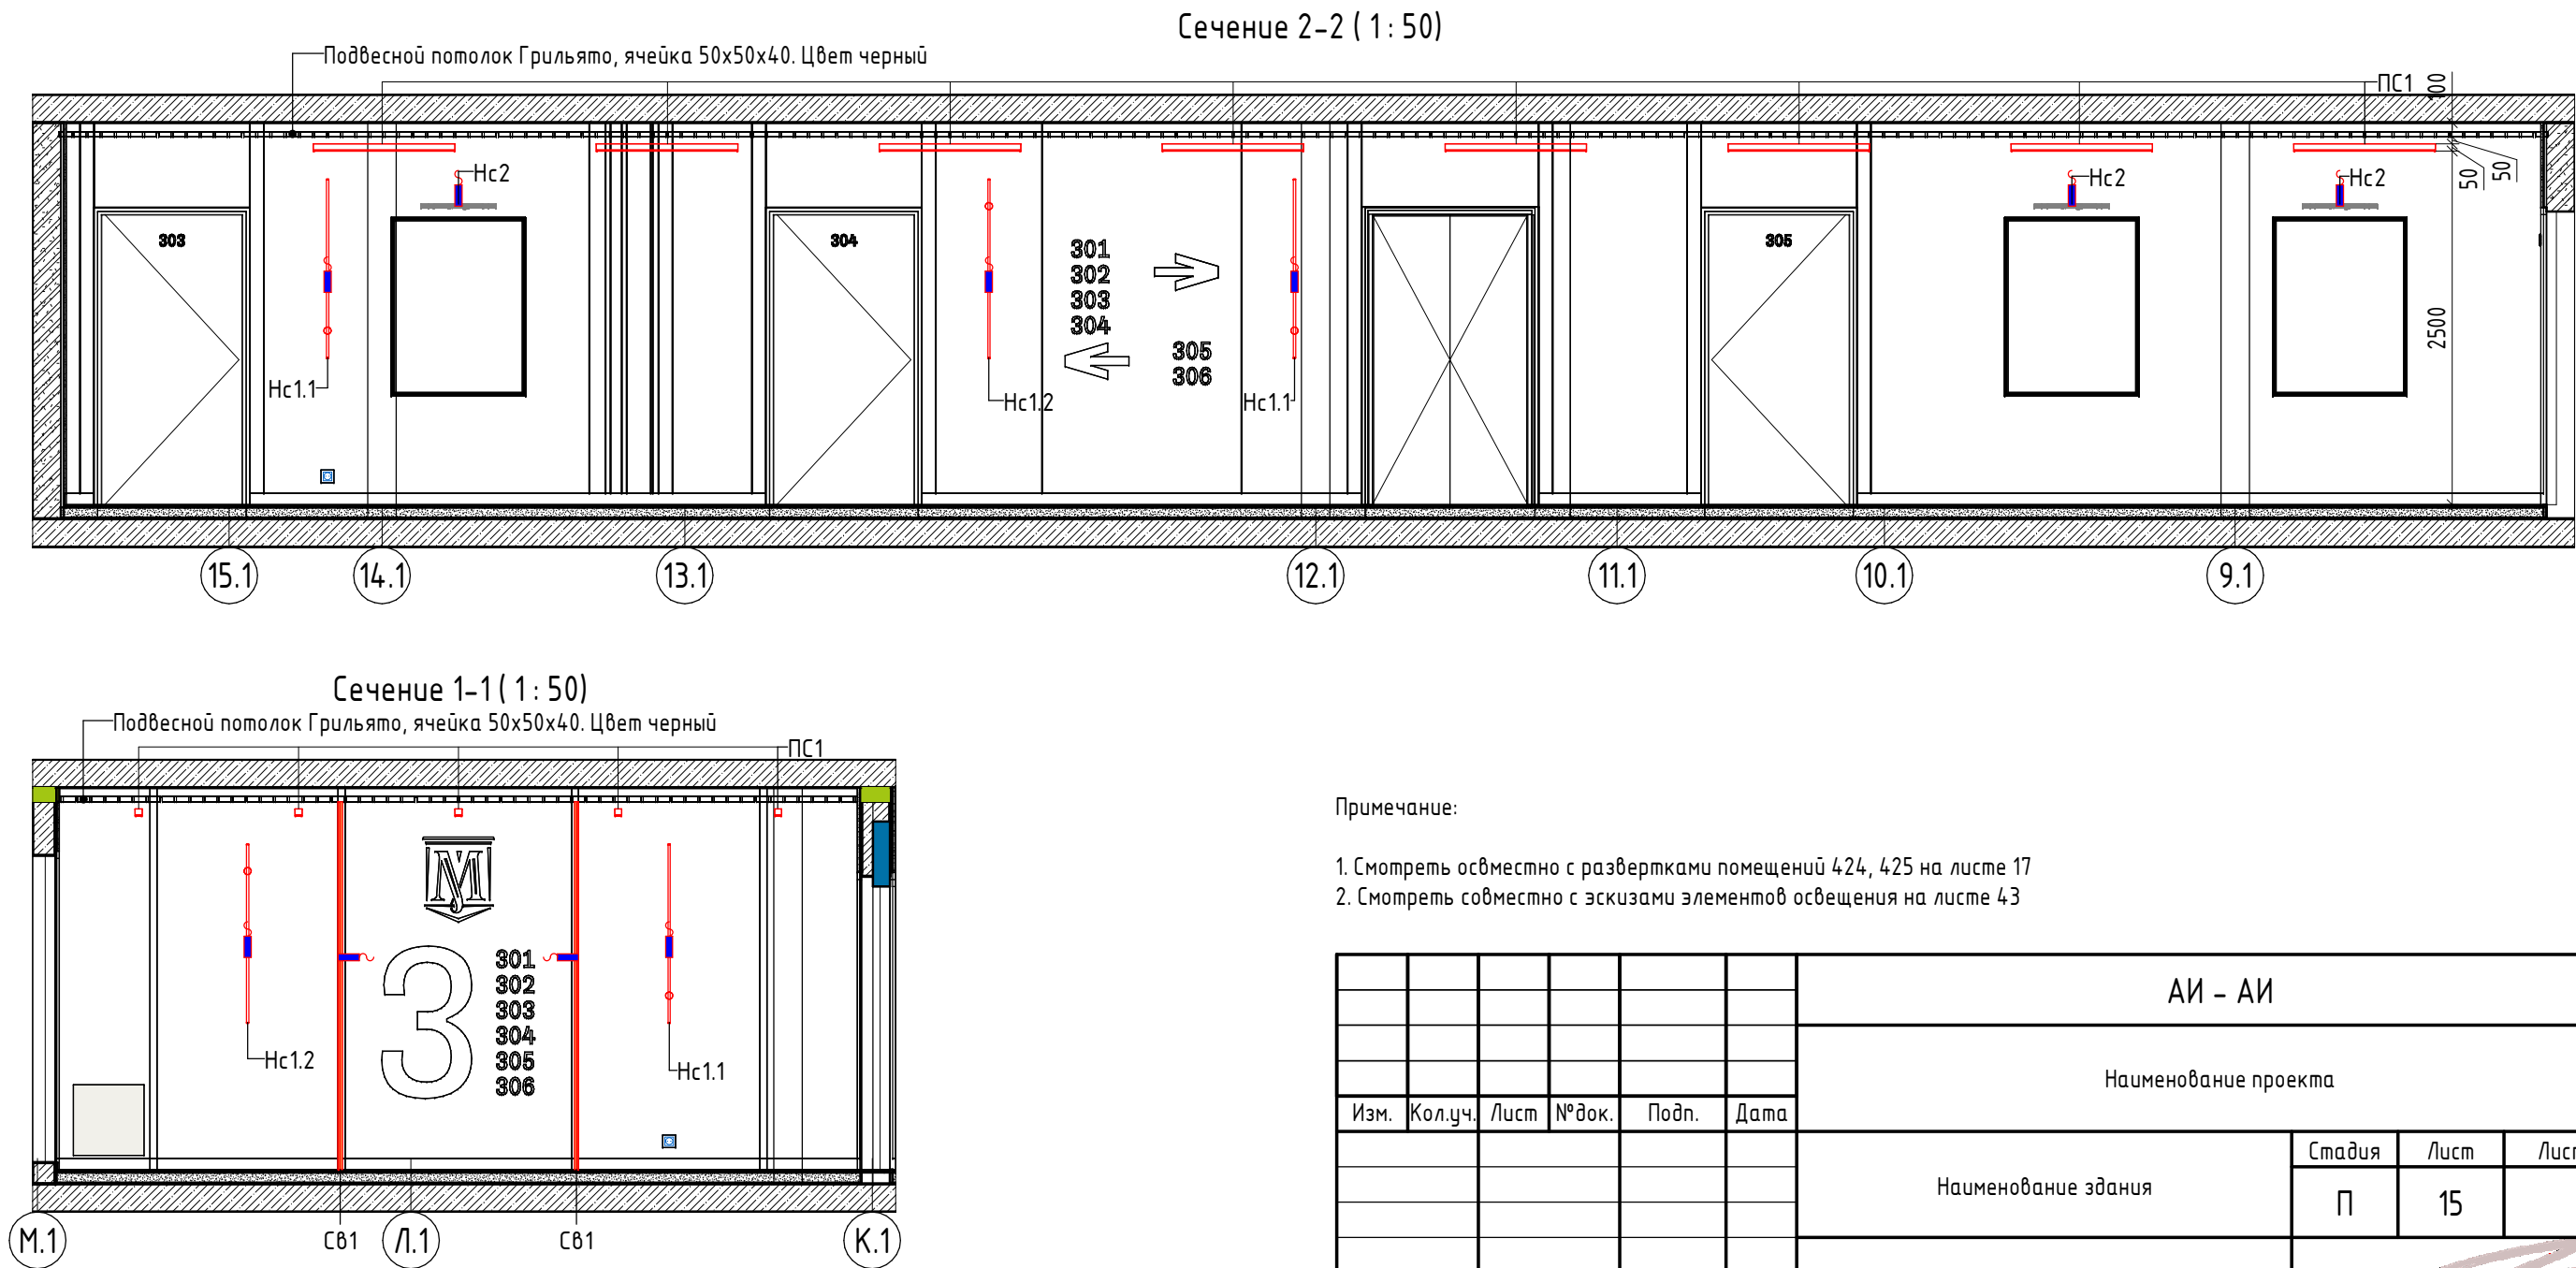 Сечение 2-2 ( 1 : 50)
Подвесной потолок Грильято, ячейка 50х50х40. Цвет черный
ПС1
100
Нс2
Нс2
Нс2
50
50
303
304
305
301
302
303
304
305
306
2500
Нс1.1
Нс1.2
Нс1.1
15.1
14.1
13.1
12.1
11.1
10.1
9.1
Сечение 1-1 ( 1 : 50)
Подвесной потолок Грильято, ячейка 50х50х40. Цвет черный
ПС1
3
301
302
303
304
305
306
Нс1.2
Нс1.1
М.1
Св1
Л.1
Св1
К.1
Примечание:
1. Смотреть освместно с развертками помещений 424, 425 на листе 17
2. Смотреть совместно с эскизами элементов освещения на листе 43
АИ - АИ
Наименование проекта
Изм. Кол.уч. Лист №док. Подп. Дата
Наименование здания
Стадия Лист
П 15